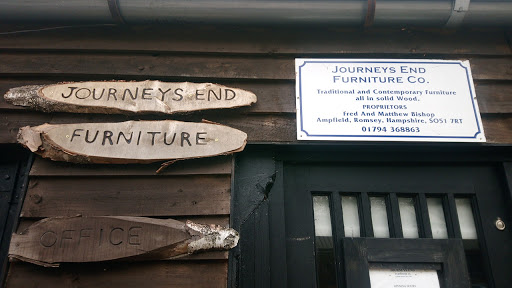 JOURNEYS END
FURNITURE
OFFICE
JOURNEYS END
FURNITURE CO.
Traditional and Contemporary Furniture
all in solid Wood.
PROPRIETORS
Fred And Matthew Bishop
Ampfield, Romsey, Hampshire, SO51 7RT
01794 368863